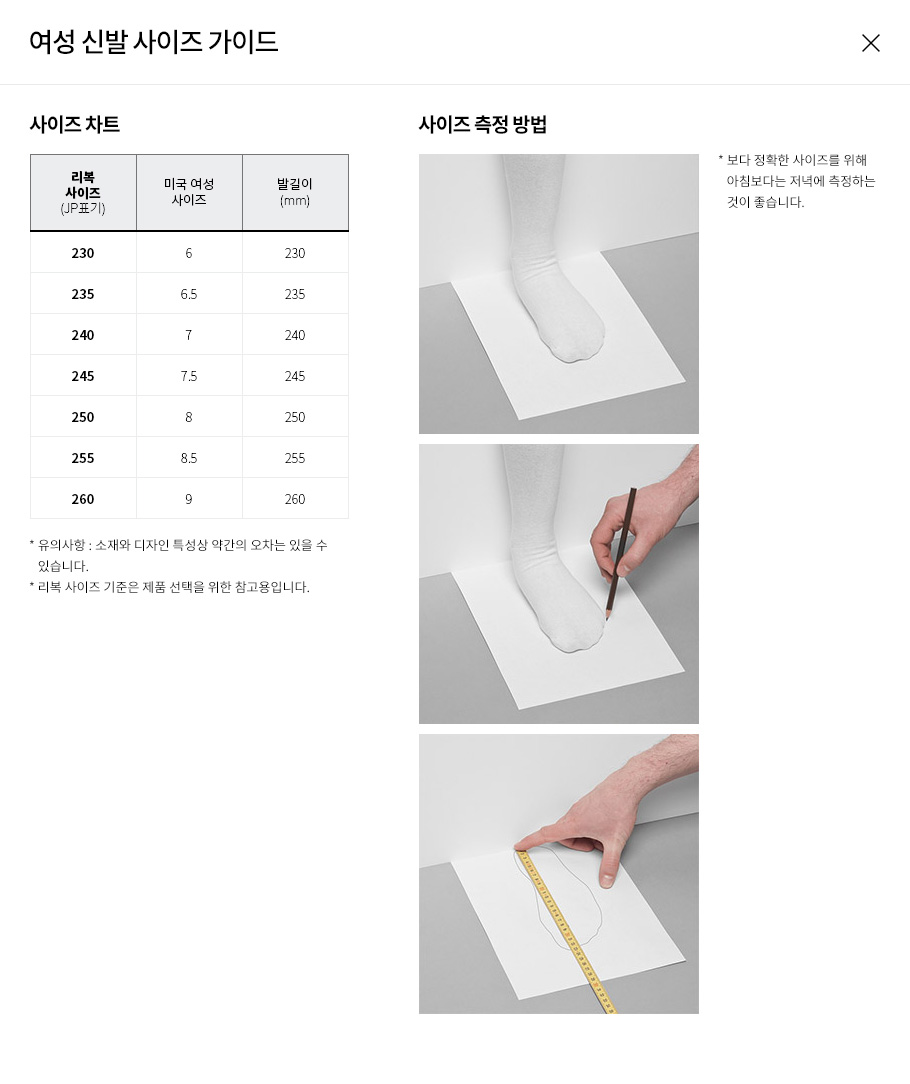 여성 신발 사이즈 가이드
사이즈 차트
리복
사이즈
(JP표기)
미국 여성
사이즈
발길이
(mm)
230 6 230
235 6.5 235
240 7 240
245 7.5 245
250 8 250
255 8.5 255
260 9 260
* 유의사항 : 소재와 디자인 특성상 약간의 오차는 있을 수
있습니다.
* 리복 사이즈 기준은 제품 선택을 위한 참고용입니다.
사이즈 측정 방법
* 보다 정확한 사이즈를 위해
아침보다는 저녁에 측정하는
것이 좋습니다.